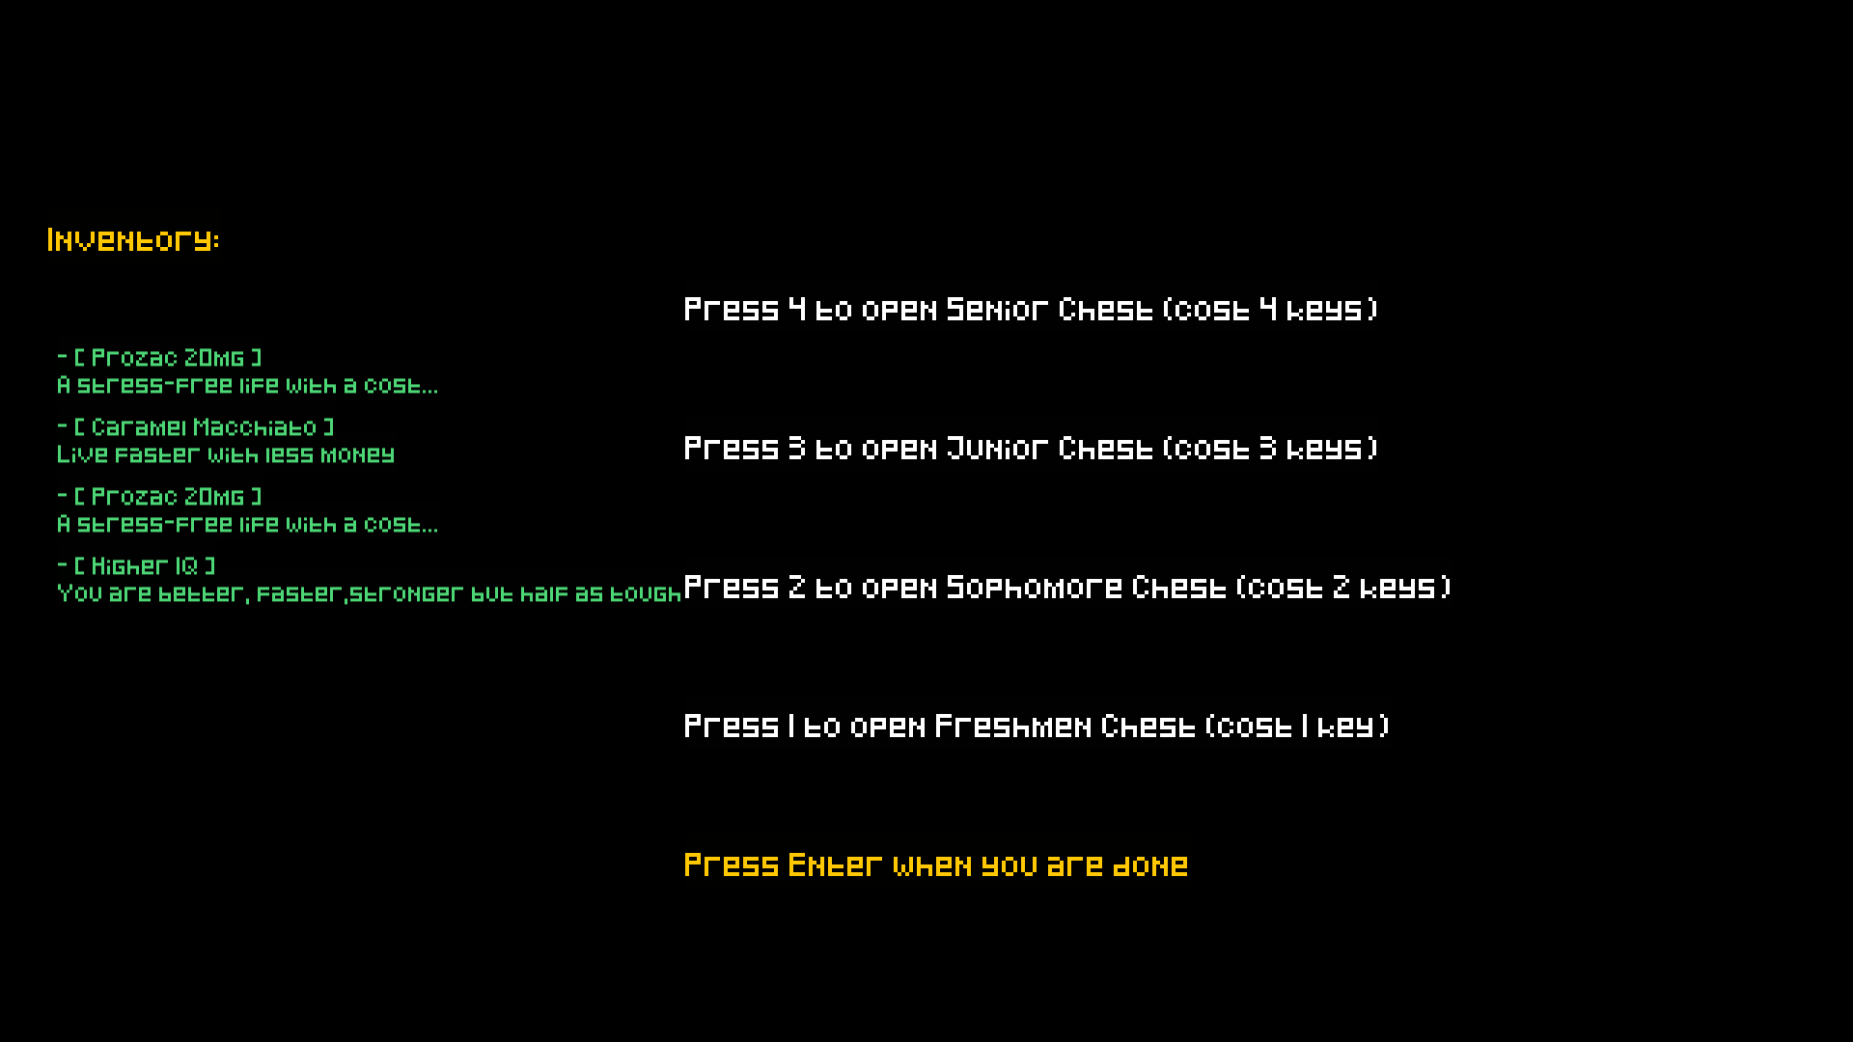 Inventory:
- [ Prozac 20mg ]
A stress-free life with a cost...
- [ Caramel Macchiato ]
Live faster with less money
- [ Prozac 20mg ]
A stress-free life with a cost...
- [ Higher IQ ]
You are better, faster,stronger but half as tough
Press 4 to open Senior Chest (cost 4 keys)
Press 3 to open Junior Chest (cost 3 keys)
Press 2 to open Sophomore Chest (cost 2 keys)
Press 1 to open Freshmen Chest (cost 1 key)
Press Enter when you are done